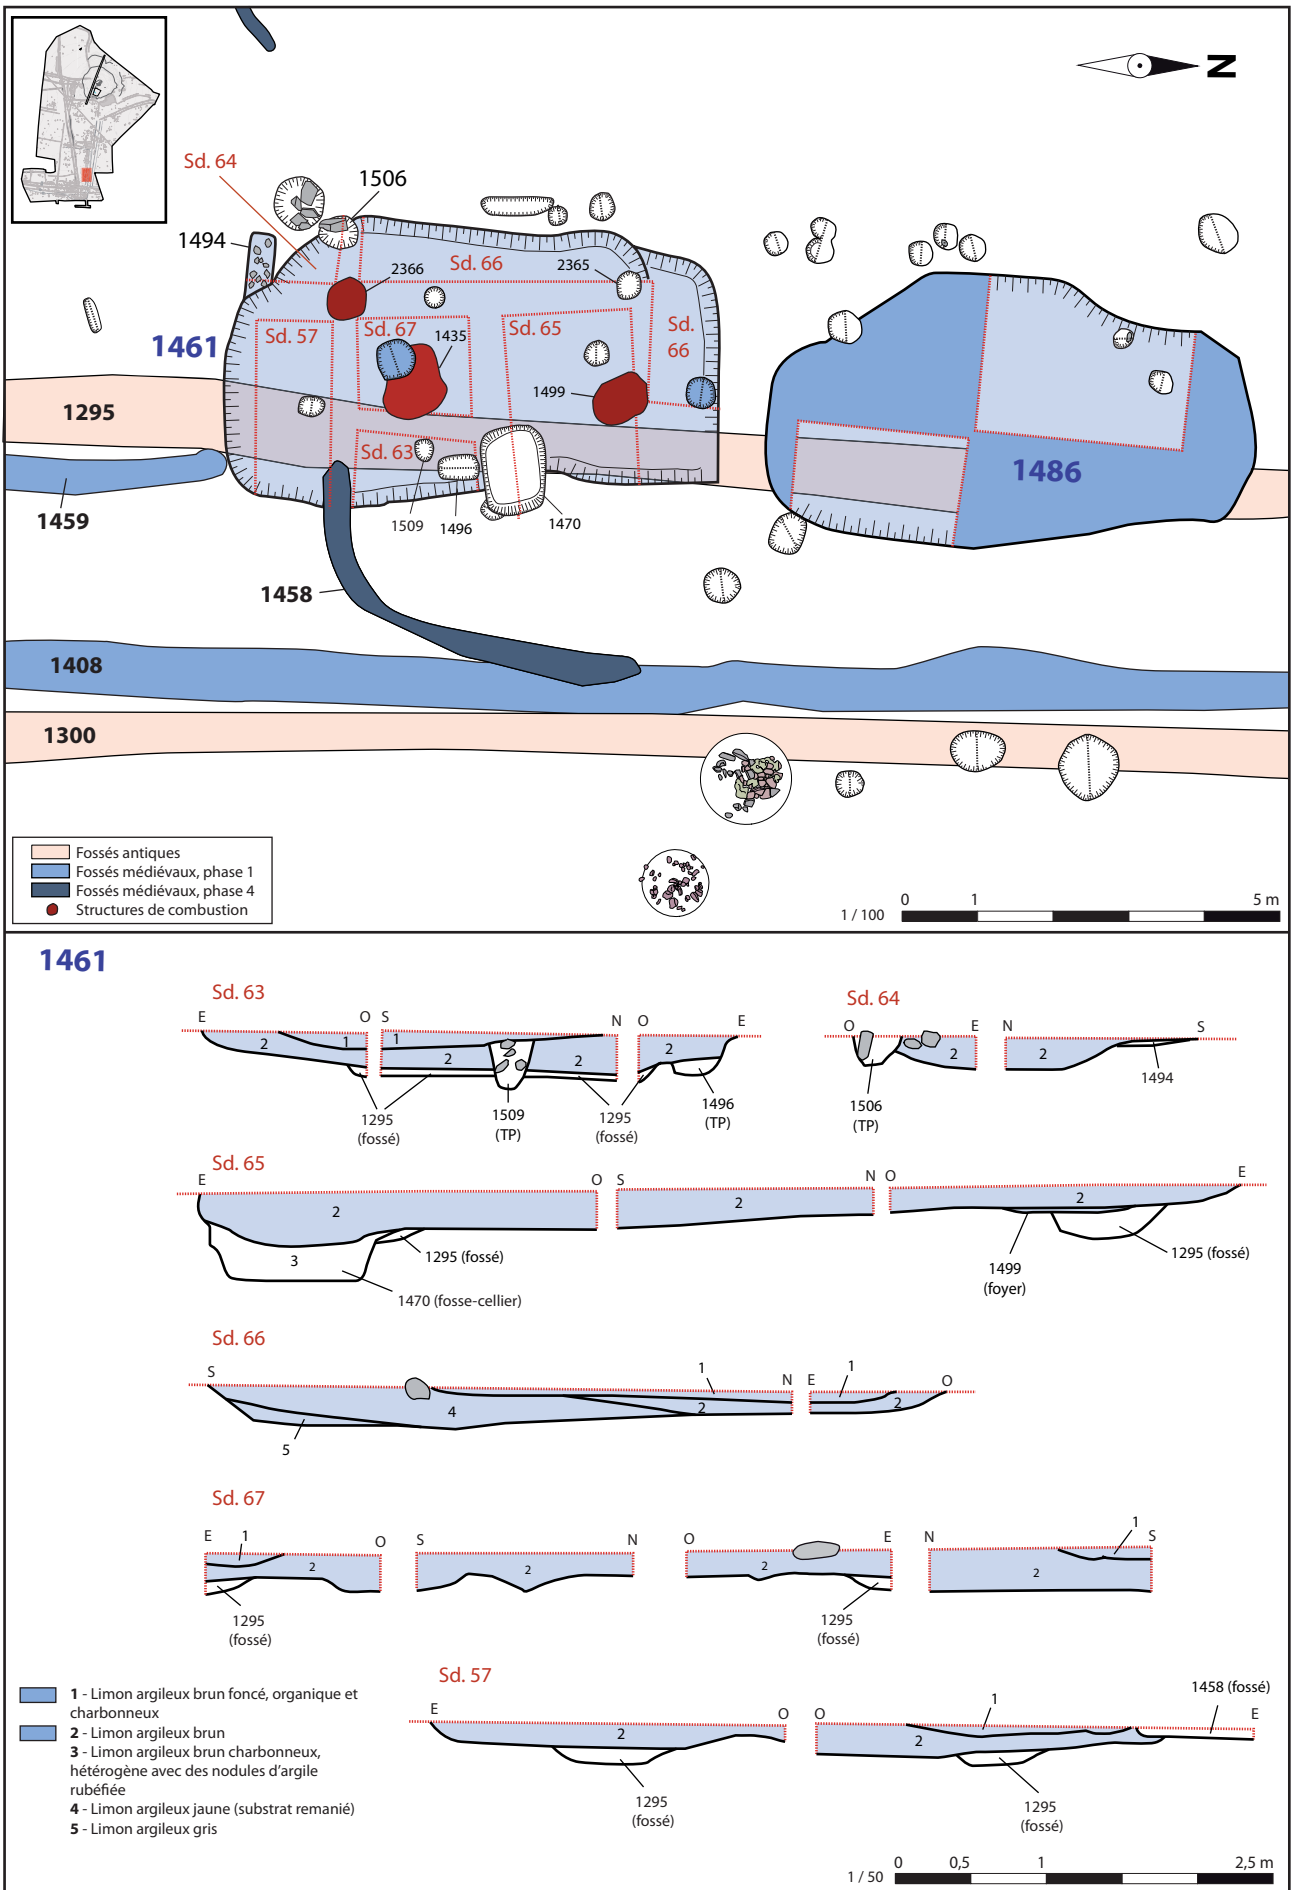 N
Sd. 64
1506
1494
2366
Sd. 66
2365
Sd. 57
Sd. 67
1435
Sd. 65
Sd.
66
1461
1499
1295
Sd. 63
1486
1459
1509
1496
1470
1458
1408
1300
Fossés antiques
Fossés médiévaux, phase 1
Fossés médiévaux, phase 4
Structures de combustion
1 / 100
0 1 5 m
1461
Sd. 63
E O S N O E
1 2 1 2 2 2
1295
(fossé)
1509
(TP)
1295
(fossé)
1496
(TP)
Sd. 64
O E N S
2 2
1506
(TP)
1494
Sd. 65
E O S N O E
2 2 2
3
1295 (fossé)
1470 (fosse-cellier)
1499
(foyer)
1295 (fossé)
Sd. 66
S N E O
1 1
4 2 2
5
Sd. 67
E O S N O E N S
1 2 2 2 2 1
1295
(fossé)
1295
(fossé)
Sd. 57
E O O E
2 2 1
1458 (fossé)
1295
(fossé)
1295
(fossé)
1 - Limon argileux brun foncé, organique et
charbonneux
2 - Limon argileux brun
3 - Limon argileux brun charbonneux,
hétérogène avec des nodules d'argile
rubéfiée
4 - Limon argileux jaune (substrat remanié)
5 - Limon argileux gris
1 / 50
0 0,5 1 2,5 m